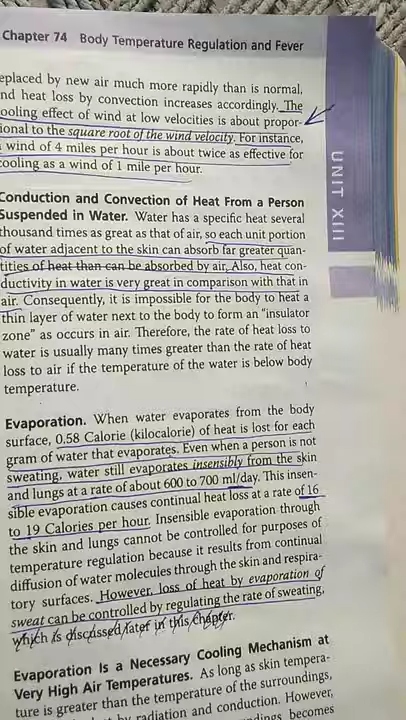 Chapter 74 Body Temperature Regulation and Fever
eplaced by new air much more rapidly than is normal,
nd heat loss by convection increases accordingly. The
ooling effect of wind at low velocities is about propor-
ional to the square root of the wind velocity. For instance,
wind of 4 miles per hour is about twice as effective for
cooling as a wind of 1 mile per hour.
UNIT XIII
Conduction and Convection of Heat From a Person
Suspended in Water. Water has a specific heat several
thousand times as great as that of air, so each unit portion
of water adjacent to the skin can absorb far greater quan-
tities of heat than can be absorbed by air. Also, heat con-
ductivity in water is very great in comparison with that in
air. Consequently, it is impossible for the body to heat a
thin layer of water next to the body to form an "insulator
zone" as occurs in air. Therefore, the rate of heat loss to
water is usually many times greater than the rate of heat
loss to air if the temperature of the water is below body
temperature.
Evaporation. When water evaporates from the body
surface, 0.58 Calorie (kilocalorie) of heat is lost for each
gram of water that evaporates. Even when a person is not
sweating, water still evaporates insensibly from the skin
and lungs at a rate of about 600 to 700 ml/day. This insen-
sible evaporation causes continual heat loss at a rate of 16
to 19 Calories per hour. Insensible evaporation through
the skin and lungs cannot be controlled for purposes of
temperature regulation because it results from continual
diffusion of water molecules through the skin and respira-
tory surfaces. However, loss of heat by evaporation of
sweat can be controlled by regulating the rate of sweating,
which is discussed later in this chapter.
Evaporation Is a Necessary Cooling Mechanism at
Very High Air Temperatures. As long as skin tempera-
ture is greater than the temperature of the surroundings,
by radiation and conduction. However,
becomes